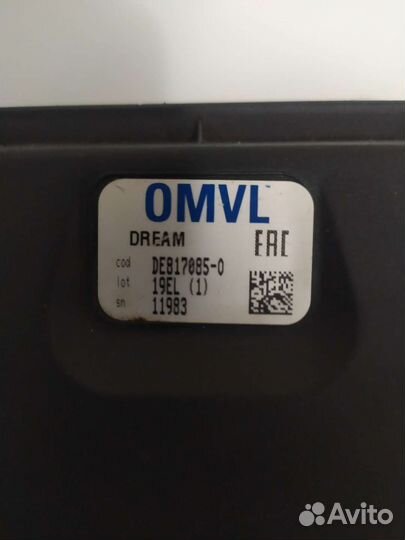 OMVL
DREAM EAC
cod DE817085-0
lot 19EL (1)
sn 11983
Avito